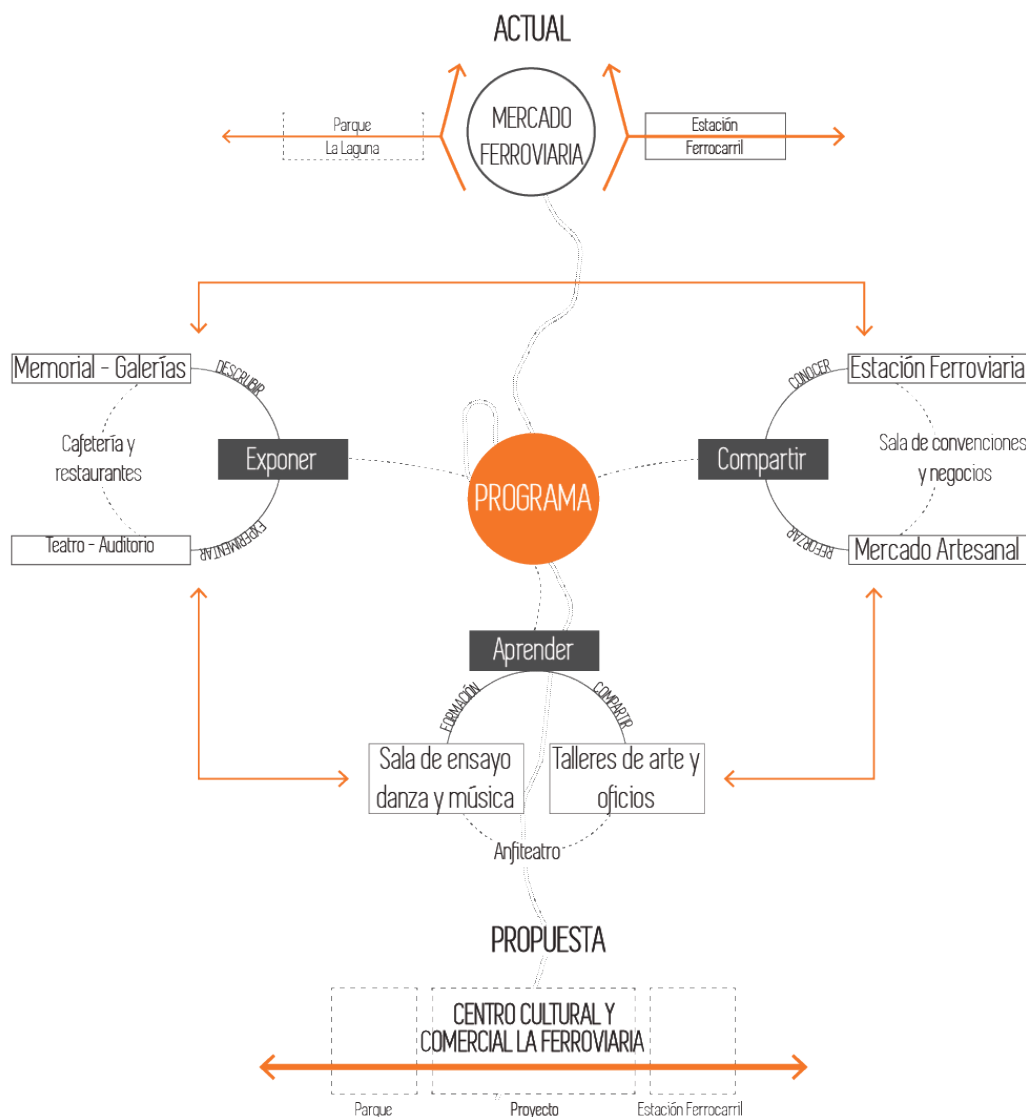 ACTUAL
Parque
La Laguna
MERCADO
FERROVIARIA
Estación
Ferrocarril
Memorial - Galerías
DESCRUBIR
Cafetería y
restaurantes
Exponer
Teatro - Auditorio
EXPERIMENTAR
PROGRAMA
CONOCER
Estación Ferroviaria
Compartir
Sala de convenciones
y negocios
REFORZAR
Mercado Artesanal
Aprender
FORMACIÓN
COMPARTIR
Sala de ensayo
danza y música
Talleres de arte y
oficios
Anfiteatro
PROPUESTA
CENTRO CULTURAL Y
COMERCIAL LA FERROVIARIA
Parque
Proyecto
Estación Ferrocarril